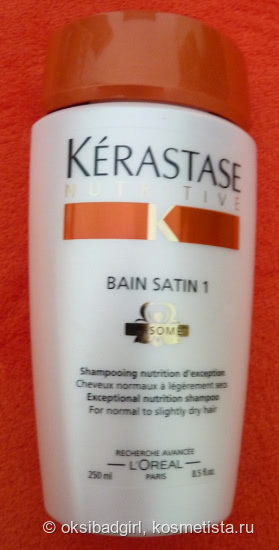 KÉRASTASE
NUTRITIVE
K
BAIN SATIN 1
Shampooing nutrition d'exception
Cheveux normaux à légèrement secs
Exceptional nutrition shampoo
For normal to slightly dry hair
RECHERCHE AVANCÉE
L'ORÉAL
PARIS
250 ml 8.5 fl.oz
© oksibadgirl, kosmetista.ru